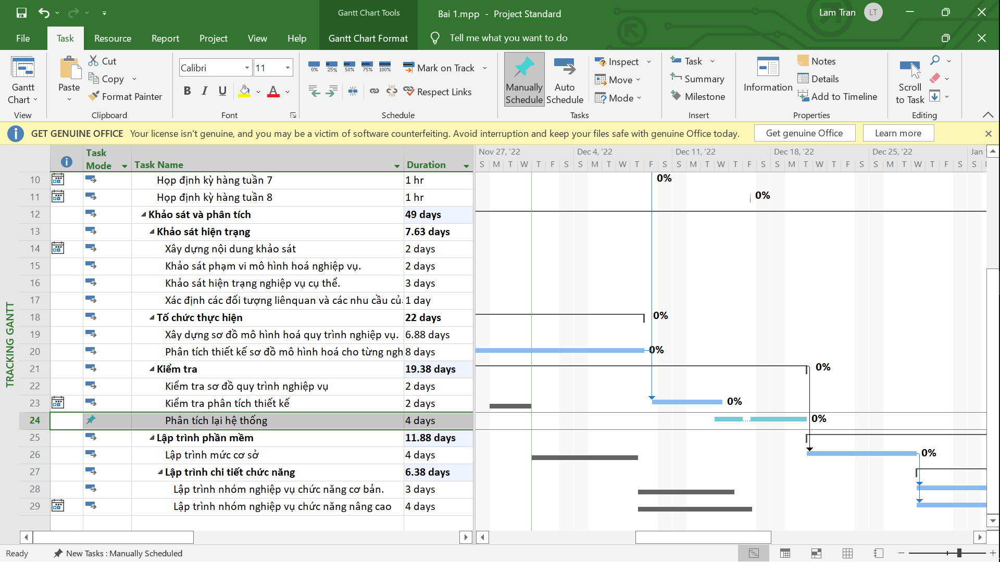 Gantt Chart Tools
Bai 1.mpp - Project Standard
Lam Tran
LT
File
Task
Resource
Report
Project
View
Help
Gantt Chart Format
Tell me what you want to do
Gantt Chart
View
Paste
Cut
Copy
Format Painter
Clipboard
Calibri
11
B I U
A
Font
0% 25% 50% 75% 100%
Mark on Track
Respect Links
Schedule
Manually Schedule
Auto Schedule
Inspect
Move
Mode
Tasks
Task
Summary
Milestone
Insert
Information
Notes
Details
Add to Timeline
Properties
Scroll to Task
Editing
GET GENUINE OFFICE Your license isn't genuine, and you may be a victim of software counterfeiting. Avoid interruption and keep your files safe with genuine Office today.
Get genuine Office
Learn more
TRACKING GANTT
Task Mode
Task Name
Duration
Nov 27, '22
Dec 4, '22
Dec 11, '22
Dec 18, '22
Dec 25, '22
Jan
S M T W T F S S M T W T F S S M T W T F S S M T W T F S S M T W T F S S
10 Họp định kỳ hàng tuần 7 1 hr 0%
11 Họp định kỳ hàng tuần 8 1 hr 0%
12 Khảo sát và phân tích 49 days
13 Khảo sát hiện trạng 7.63 days
14 Xây dựng nội dung khảo sát 2 days
15 Khảo sát phạm vi mô hình hoá nghiệp vụ. 2 days
16 Khảo sát hiện trạng nghiệp vụ cụ thể. 3 days
17 Xác định các đối tượng liênquan và các nhu cầu củ 1 day
18 Tổ chức thực hiện 22 days 0%
19 Xây dựng sơ đồ mô hình hoá quy trình nghiệp vụ. 6.88 days
20 Phân tích thiết kế sơ đồ mô hình hoá cho từng ngh 8 days 0%
21 Kiểm tra 19.38 days 0%
22 Kiểm tra sơ đồ quy trình nghiệp vụ 2 days
23 Kiểm tra phân tích thiết kế 2 days 0%
24 Phân tích lại hệ thống 4 days 0%
25 Lập trình phần mềm 11.88 days
26 Lập trình mức cơ sở 4 days 0%
27 Lập trình chi tiết chức năng 6.38 days
28 Lập trình nhóm nghiệp vụ chức năng cơ bản. 3 days
29 Lập trình nhóm nghiệp vụ chức năng nâng cao 4 days
Ready
New Tasks : Manually Scheduled